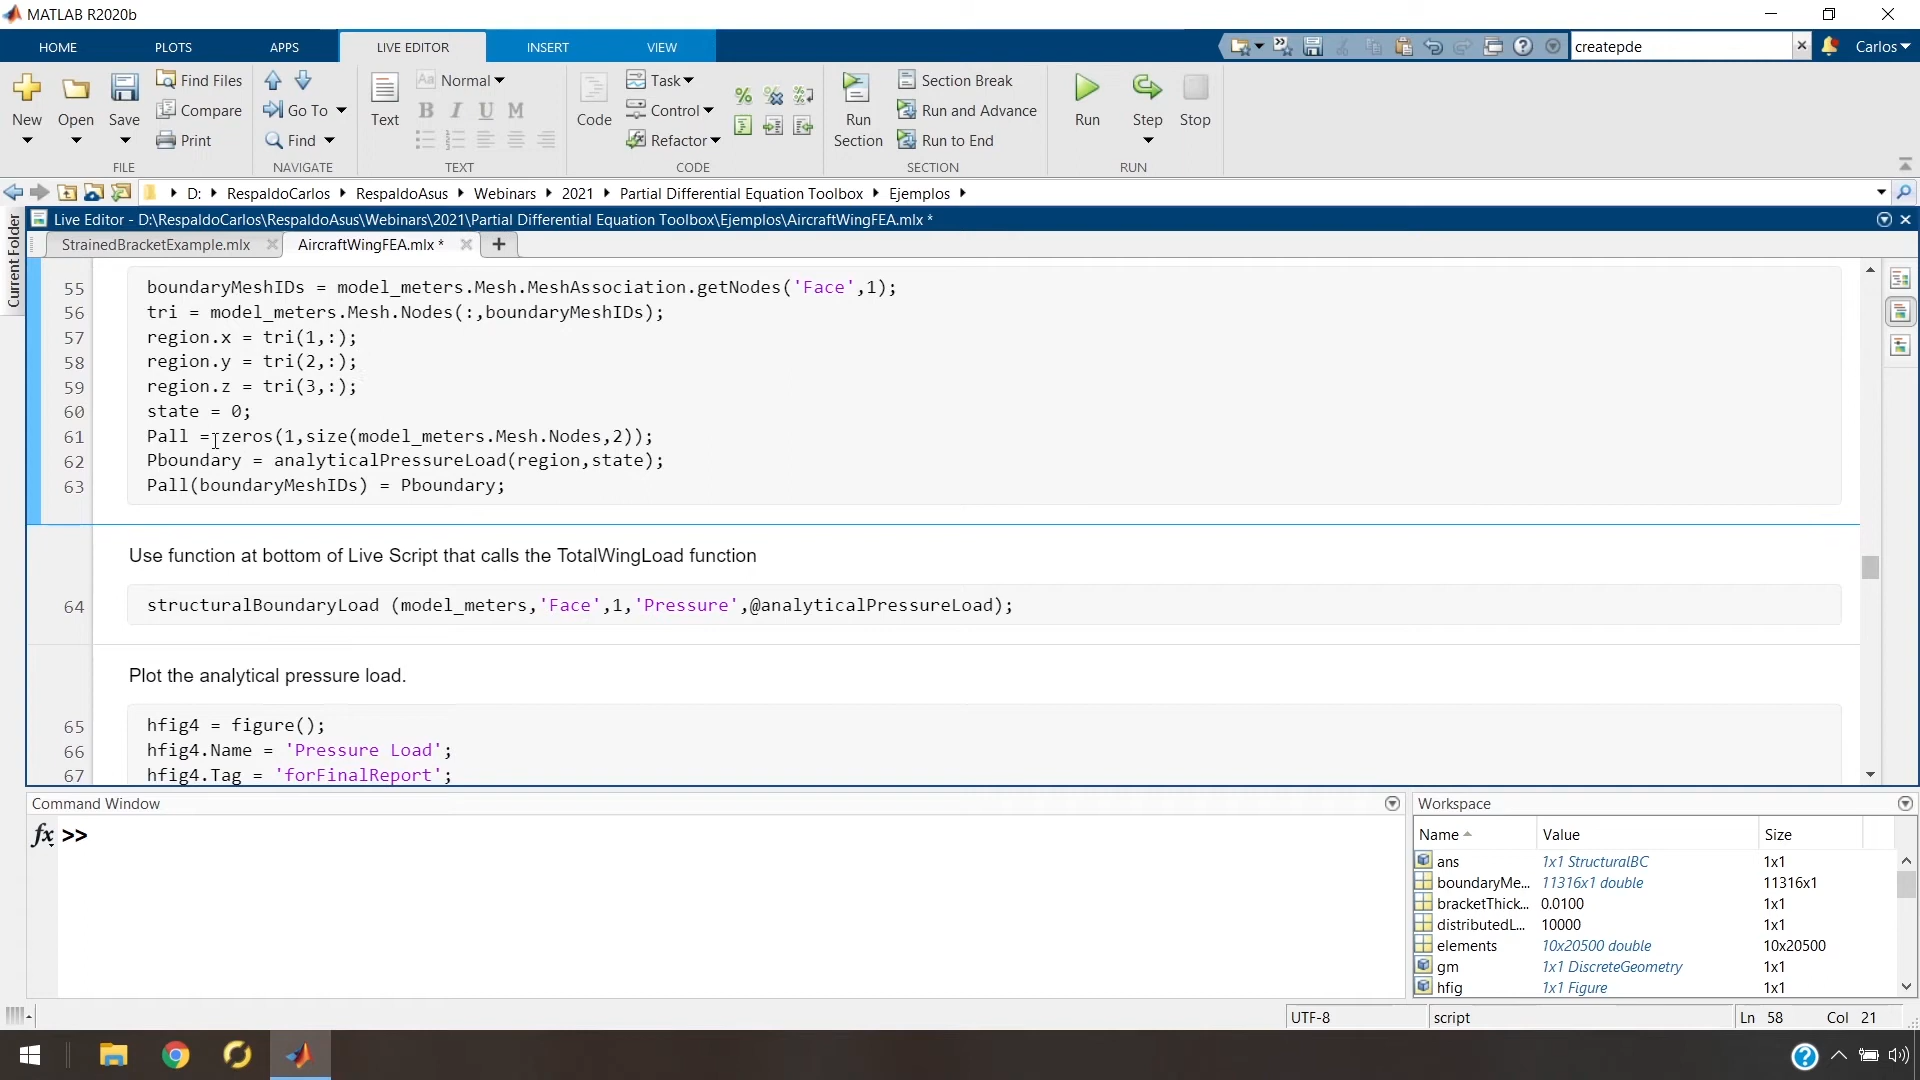 MATLAB R2020b
HOME PLOTS APPS LIVE EDITOR INSERT VIEW
createpde
Carlos
New Open Save
Find Files
Compare
Print
FILE
Go To
Find
NAVIGATE
Text
Aa Normal
B I U M
TEXT
Code
Task
Control
Refactor
CODE
Run Section
Section Break
Run and Advance
Run to End
SECTION
Run Step Stop
RUN
D: RespaldoCarlos RespaldoAsus Webinars 2021 Partial Differential Equation Toolbox Ejemplos
Current Folder
Live Editor - D:\RespaldoCarlos\RespaldoAsus\Webinars\2021\Partial Differential Equation Toolbox\Ejemplos\AircraftWingFEA.mlx *
StrainedBracketExample.mlx AircraftWingFEA.mlx *
55 boundaryMeshIDs = model_meters.Mesh.MeshAssociation.getNodes('Face',1);
56 tri = model_meters.Mesh.Nodes(:,boundaryMeshIDs);
57 region.x = tri(1,:);
58 region.y = tri(2,:);
59 region.z = tri(3,:);
60 state = 0;
61 Pall = zeros(1,size(model_meters.Mesh.Nodes,2));
62 Pboundary = analyticalPressureLoad(region,state);
63 Pall(boundaryMeshIDs) = Pboundary;
Use function at bottom of Live Script that calls the TotalWingLoad function
64 structuralBoundaryLoad (model_meters,'Face',1,'Pressure',@analyticalPressureLoad);
Plot the analytical pressure load.
65 hfig4 = figure();
66 hfig4.Name = 'Pressure Load';
67 hfig4.Tag = 'forFinalReport';
Command Window
fx >>
Workspace
Name Value Size
ans 1x1 StructuralBC 1x1
boundaryMe... 11316x1 double 11316x1
bracketThick... 0.0100 1x1
distributedL... 10000 1x1
elements 10x20500 double 10x20500
gm 1x1 DiscreteGeometry 1x1
hfig 1x1 Figure 1x1
UTF-8 script Ln 58 Col 21